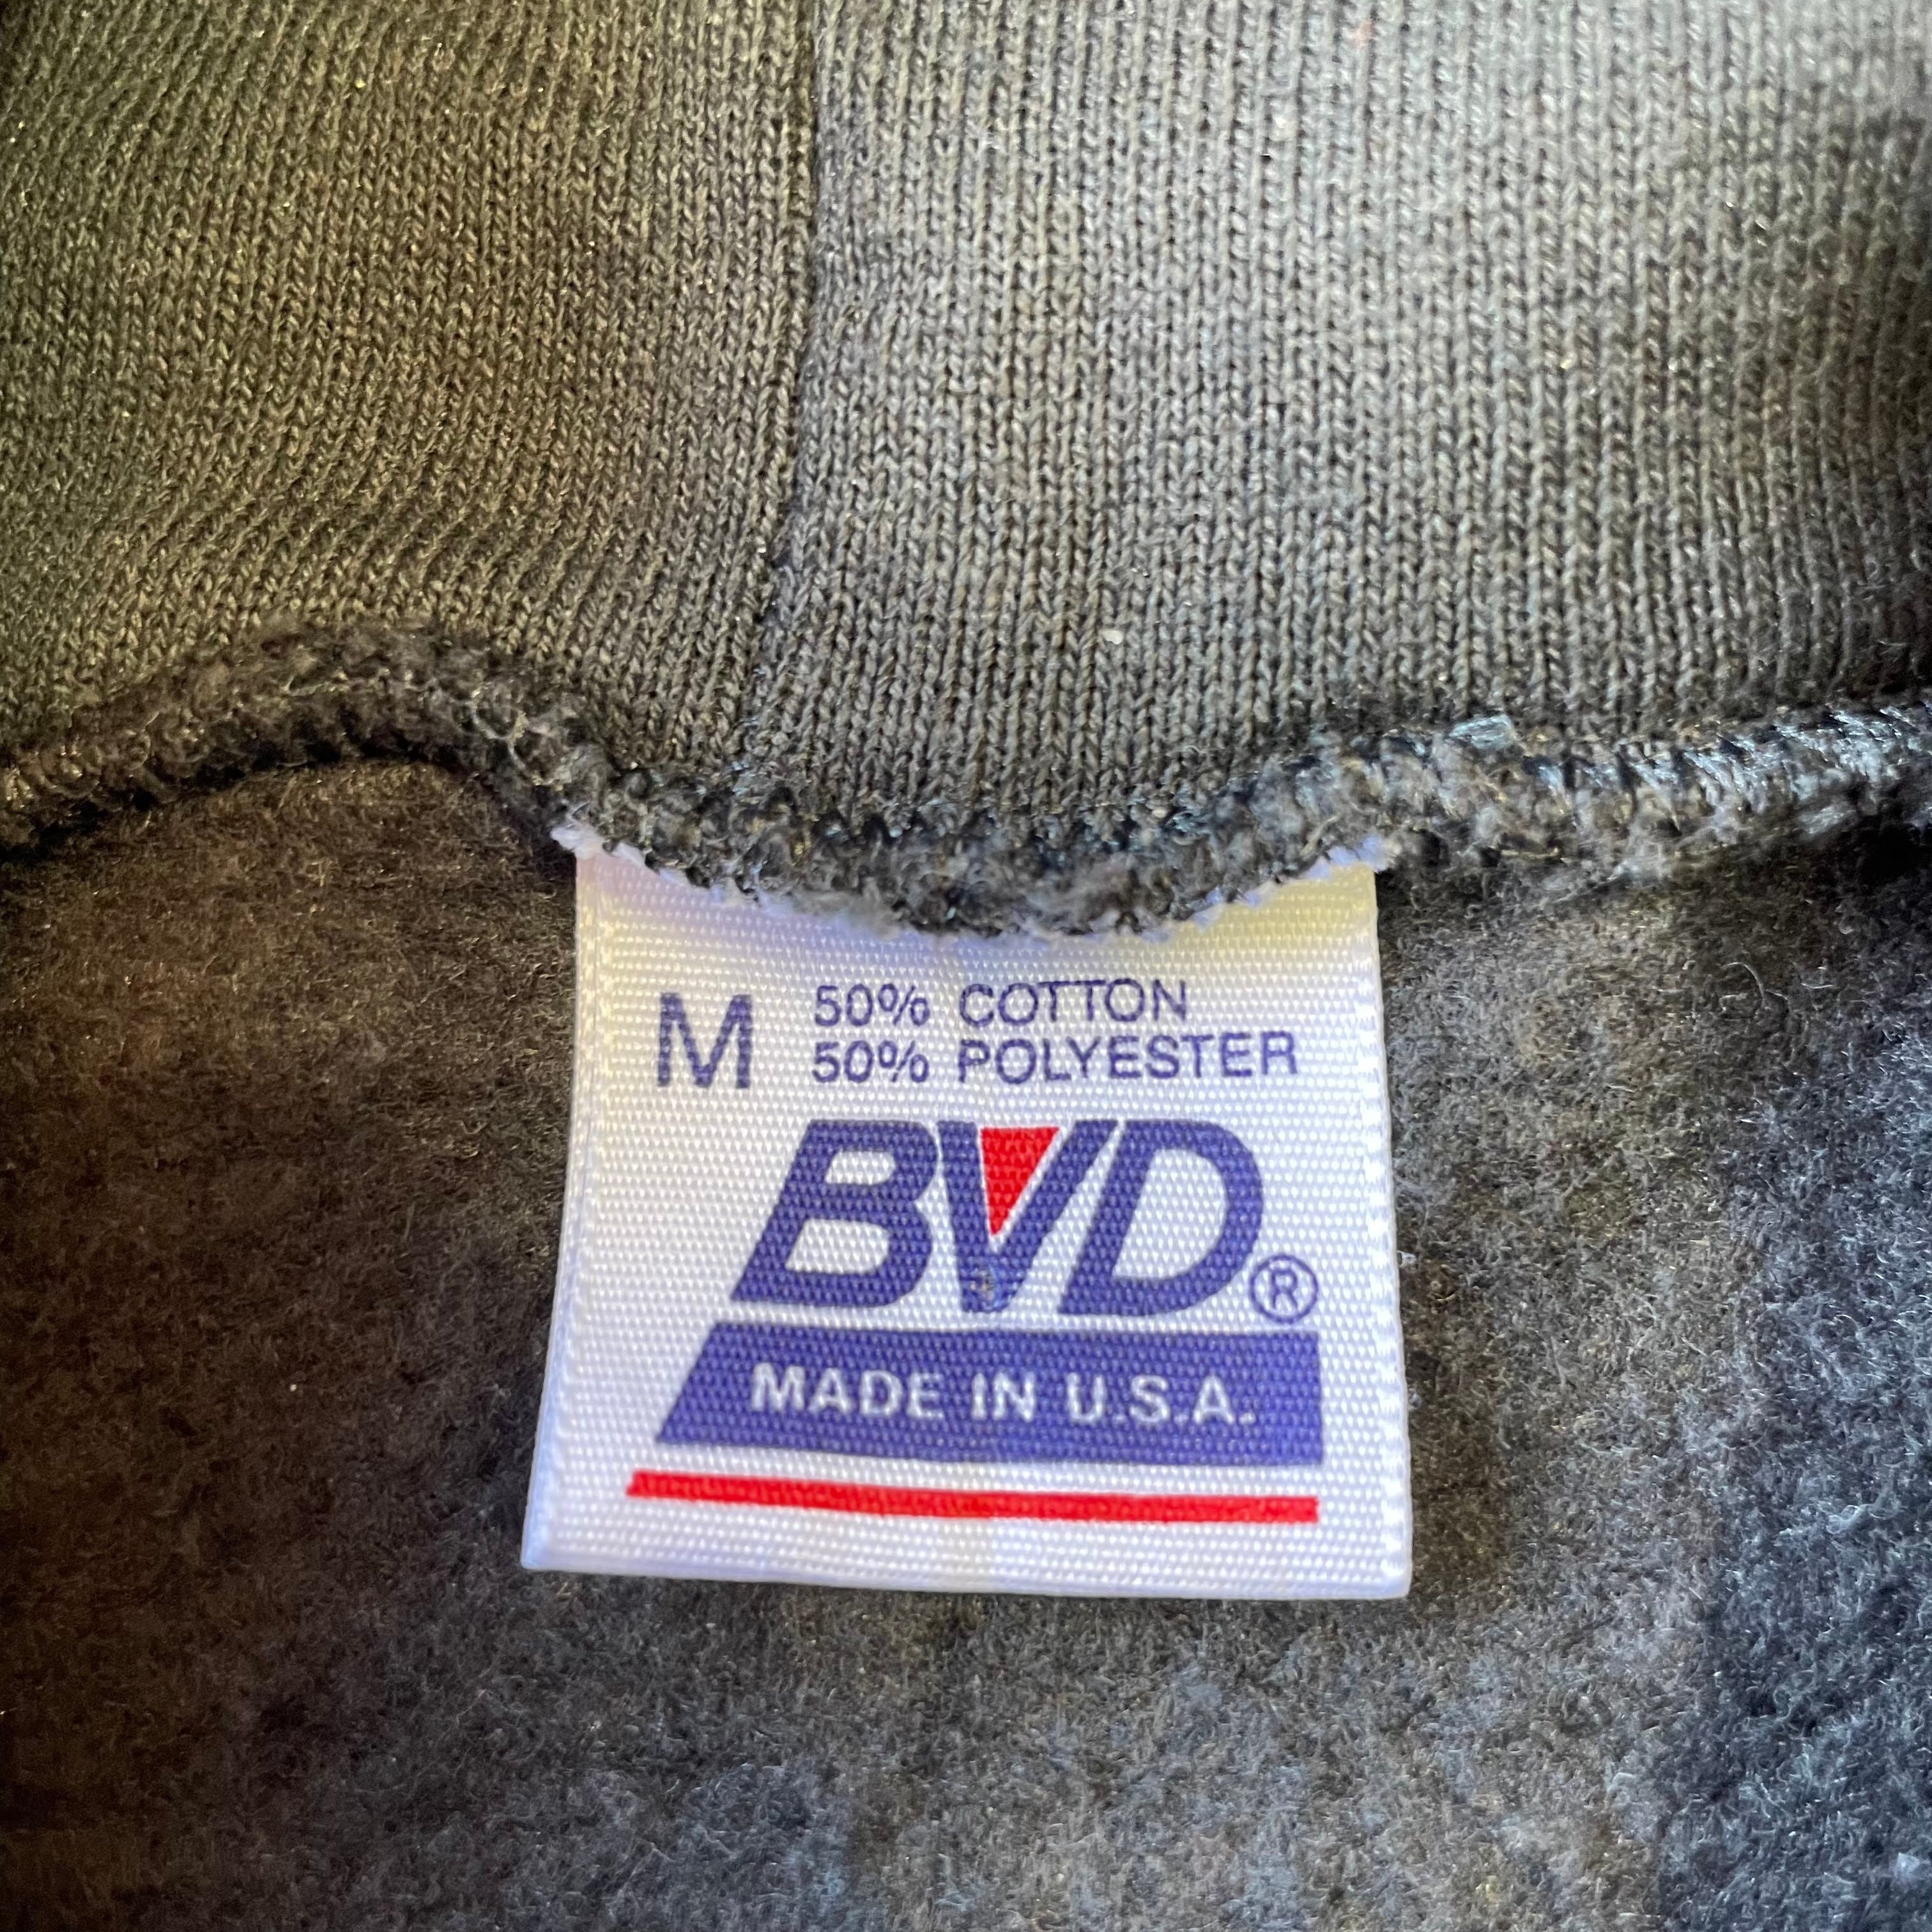 M 50% COTTON
50% POLYESTER
BVD®
MADE IN U.S.A.